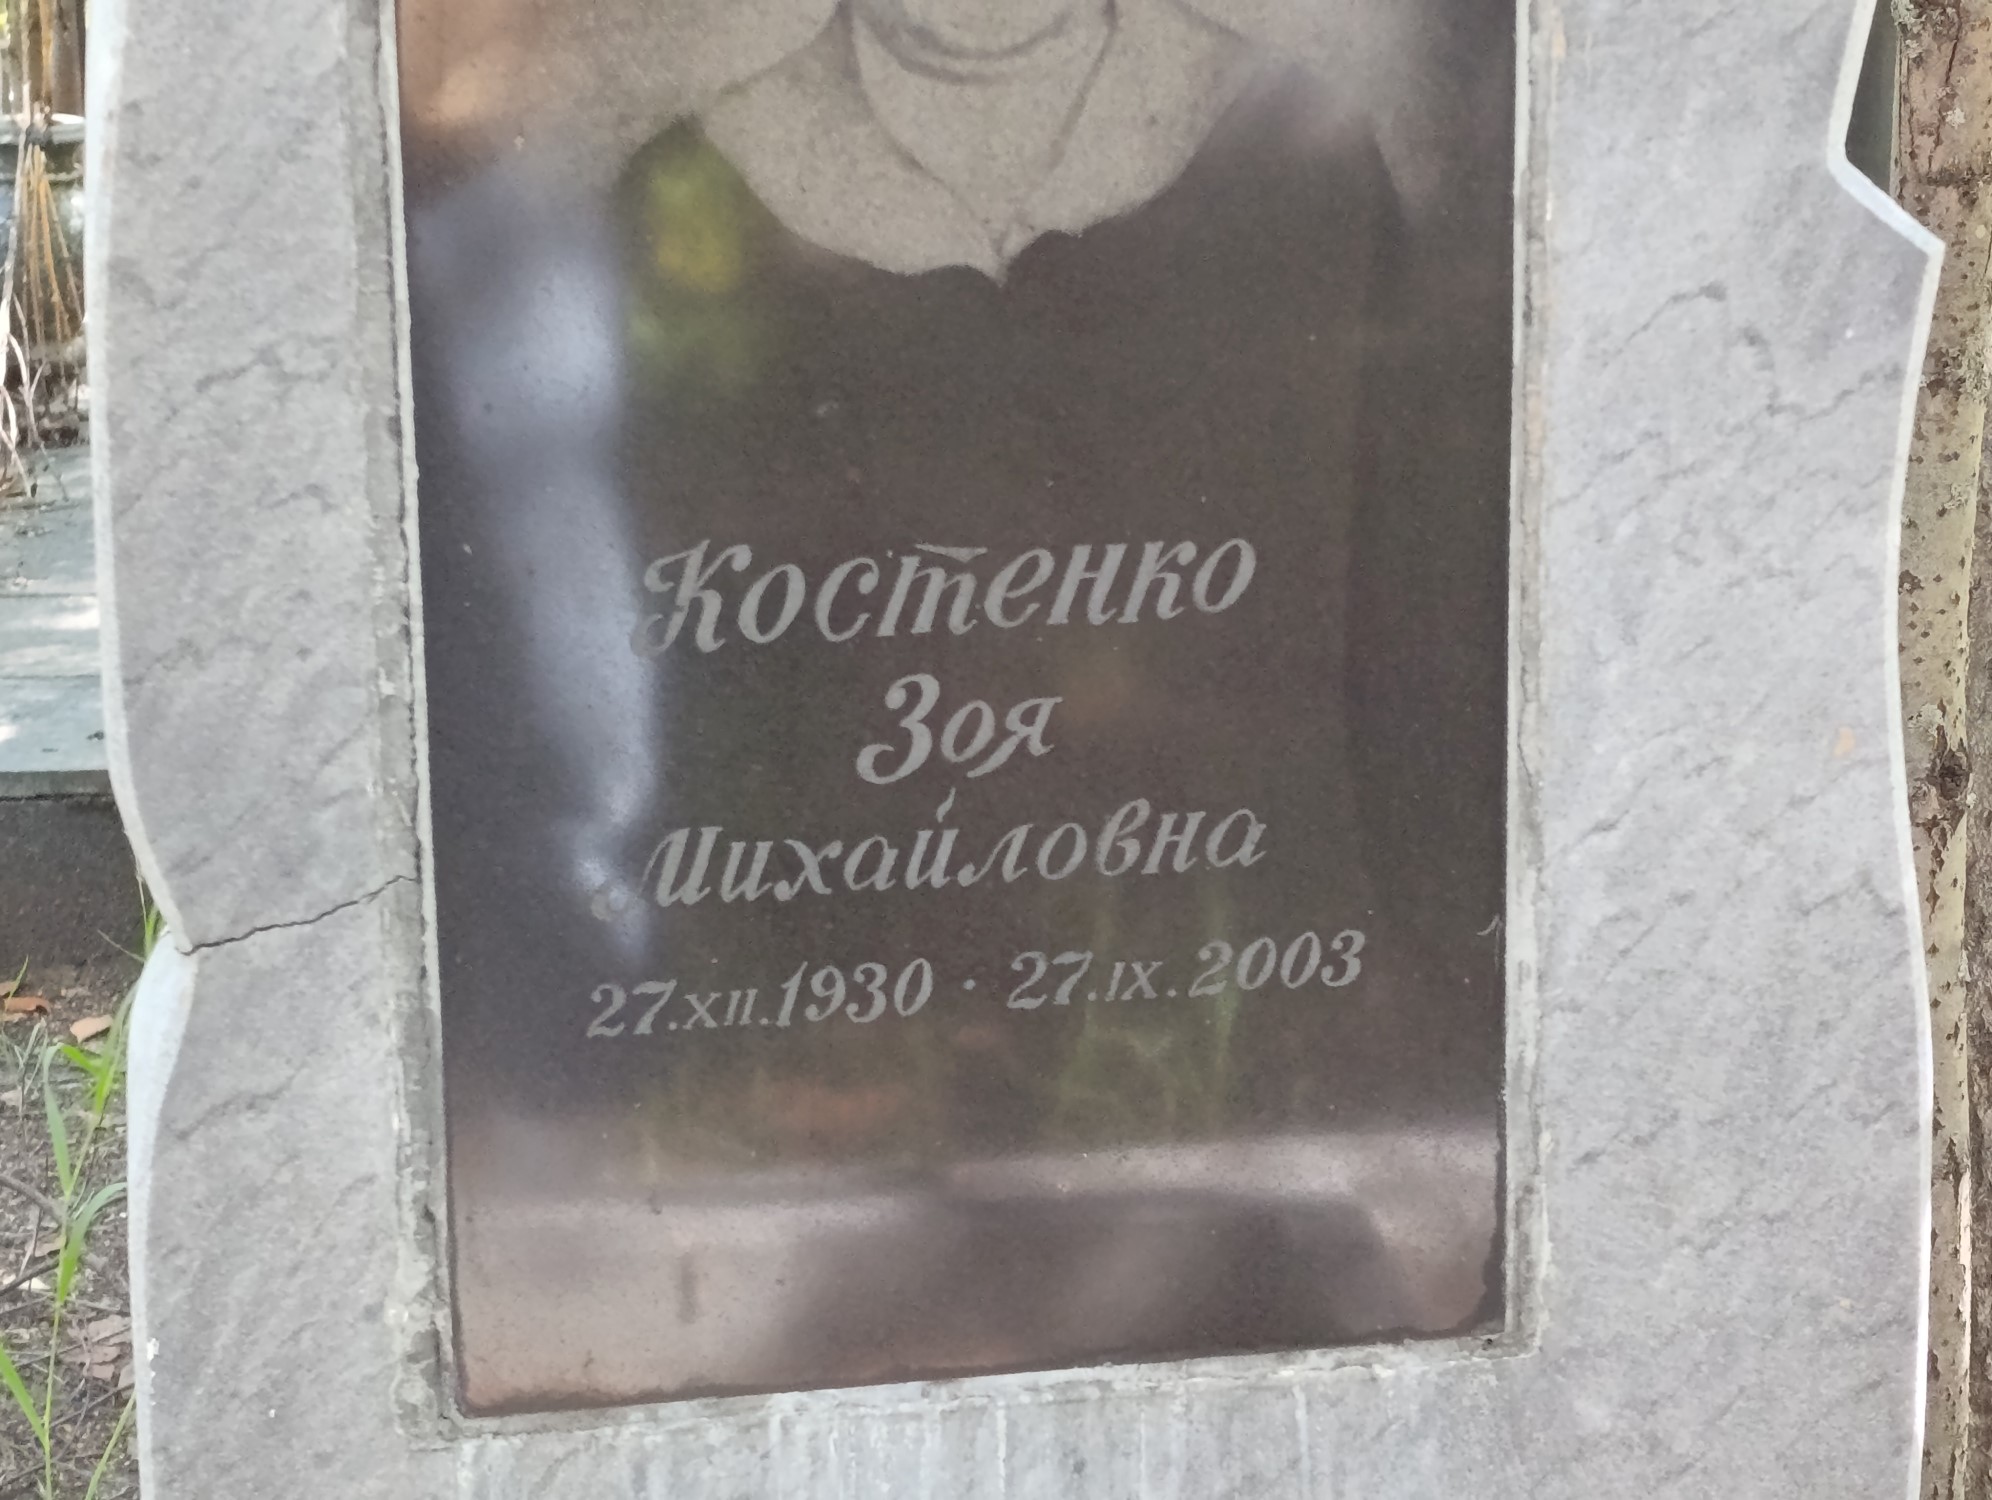 Костенко
Зоя
Михайловна
27.XII.1930 · 27.IX.2003